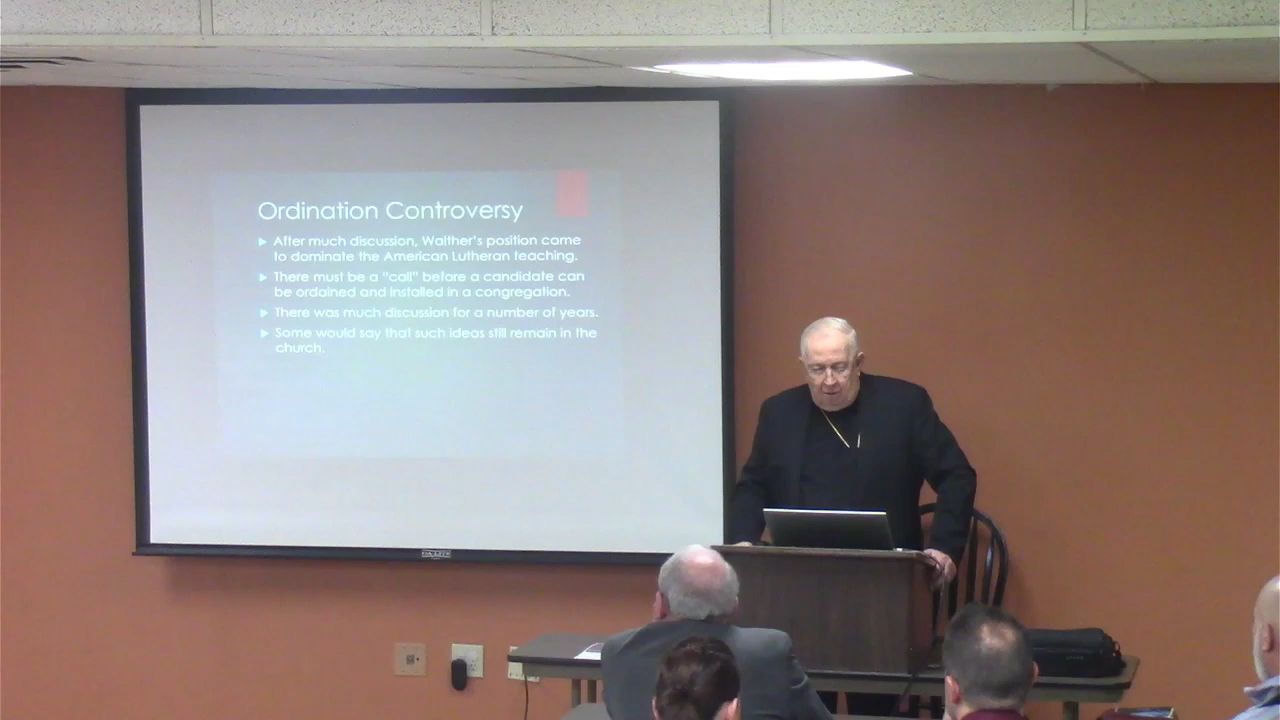 Ordination Controversy
After much discussion, Walther's position came
to dominate the American Lutheran teaching.
There must be a "call" before a candidate can
be ordained and installed in a congregation.
There was much discussion for a number of years.
Some would say that such ideas still remain in the
church.
DA-LITE